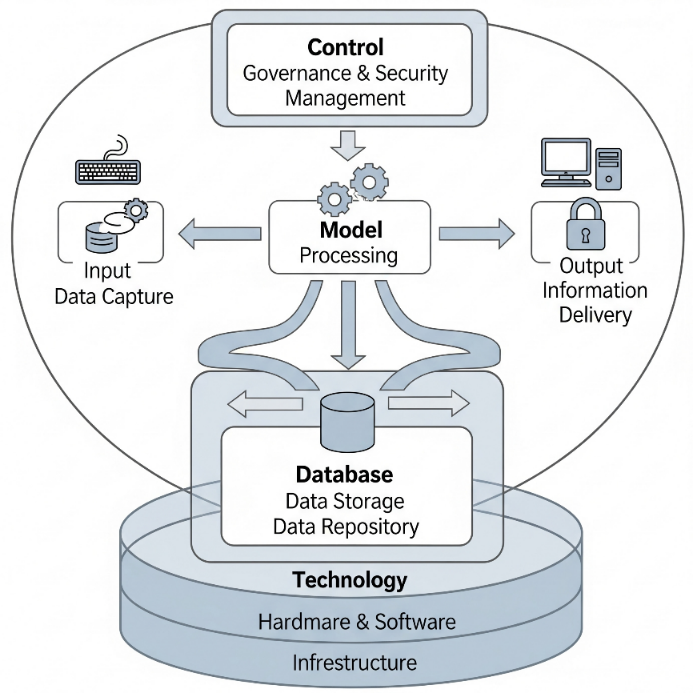 Control
Governance & Security
Management
Model
Processing
Input
Data Capture
Output
Information
Delivery
Database
Data Storage
Data Repository
Technology
Hardmare & Software
Infrestructure